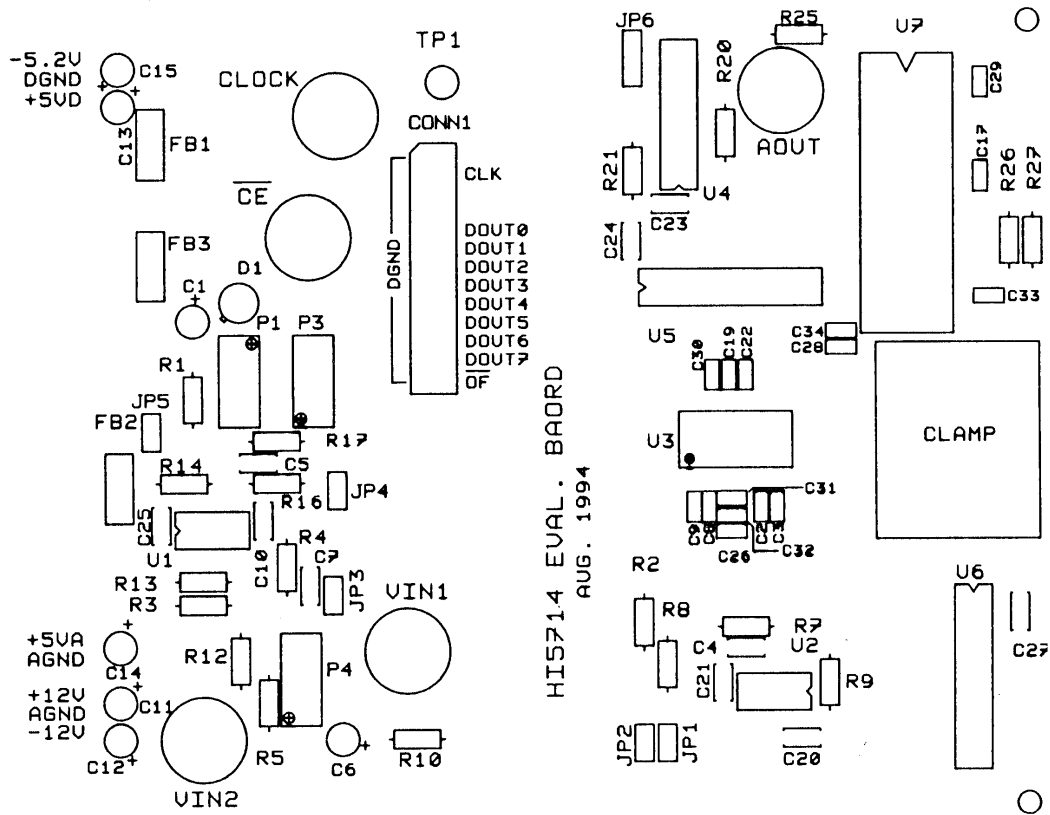 -5.2V
DGND
+5VD
C15
C13
FB1
CLOCK
TP1
CONN1
CLK
CE
DGND
DOUT0
DOUT1
DOUT2
DOUT3
DOUT4
DOUT5
DOUT6
DOUT7
OF
FB3
D1
C1
P1
P3
R1
JP5
FB2
R17
R14
C5
JP4
R16
C25
U1
C10
R4
C7
JP3
R13
R3
VIN1
+5VA
AGND
C14
R12
P4
+12V
AGND
-12V
C11
C12
R5
C6
R10
VIN2
HI5714 EVAL. BAORD
AUG. 1994
JP6
R25
R20
U7
C29
AOUT
C17
R26
R27
R21
U4
C23
C24
C33
U5
C34
C28
C30
C19
C22
U3
CLAMP
C31
C9
C8
C26
C2
C3
C32
R2
U6
R8
R7
C4
U2
C21
R9
C27
JP2
JP1
C20